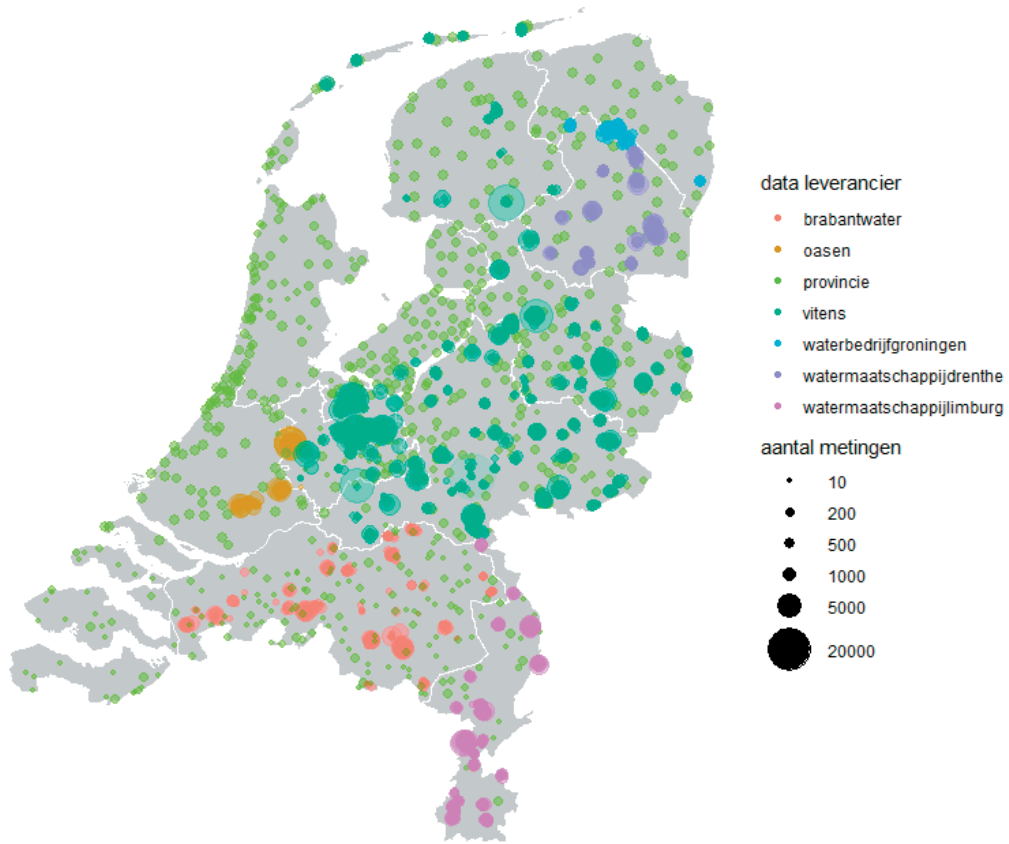 data leverancier
brabantwater
oasen
provincie
vitens
waterbedrijfgroningen
watermaatschappijdrenthe
watermaatschappijlimburg
aantal metingen
10
200
500
1000
5000
20000